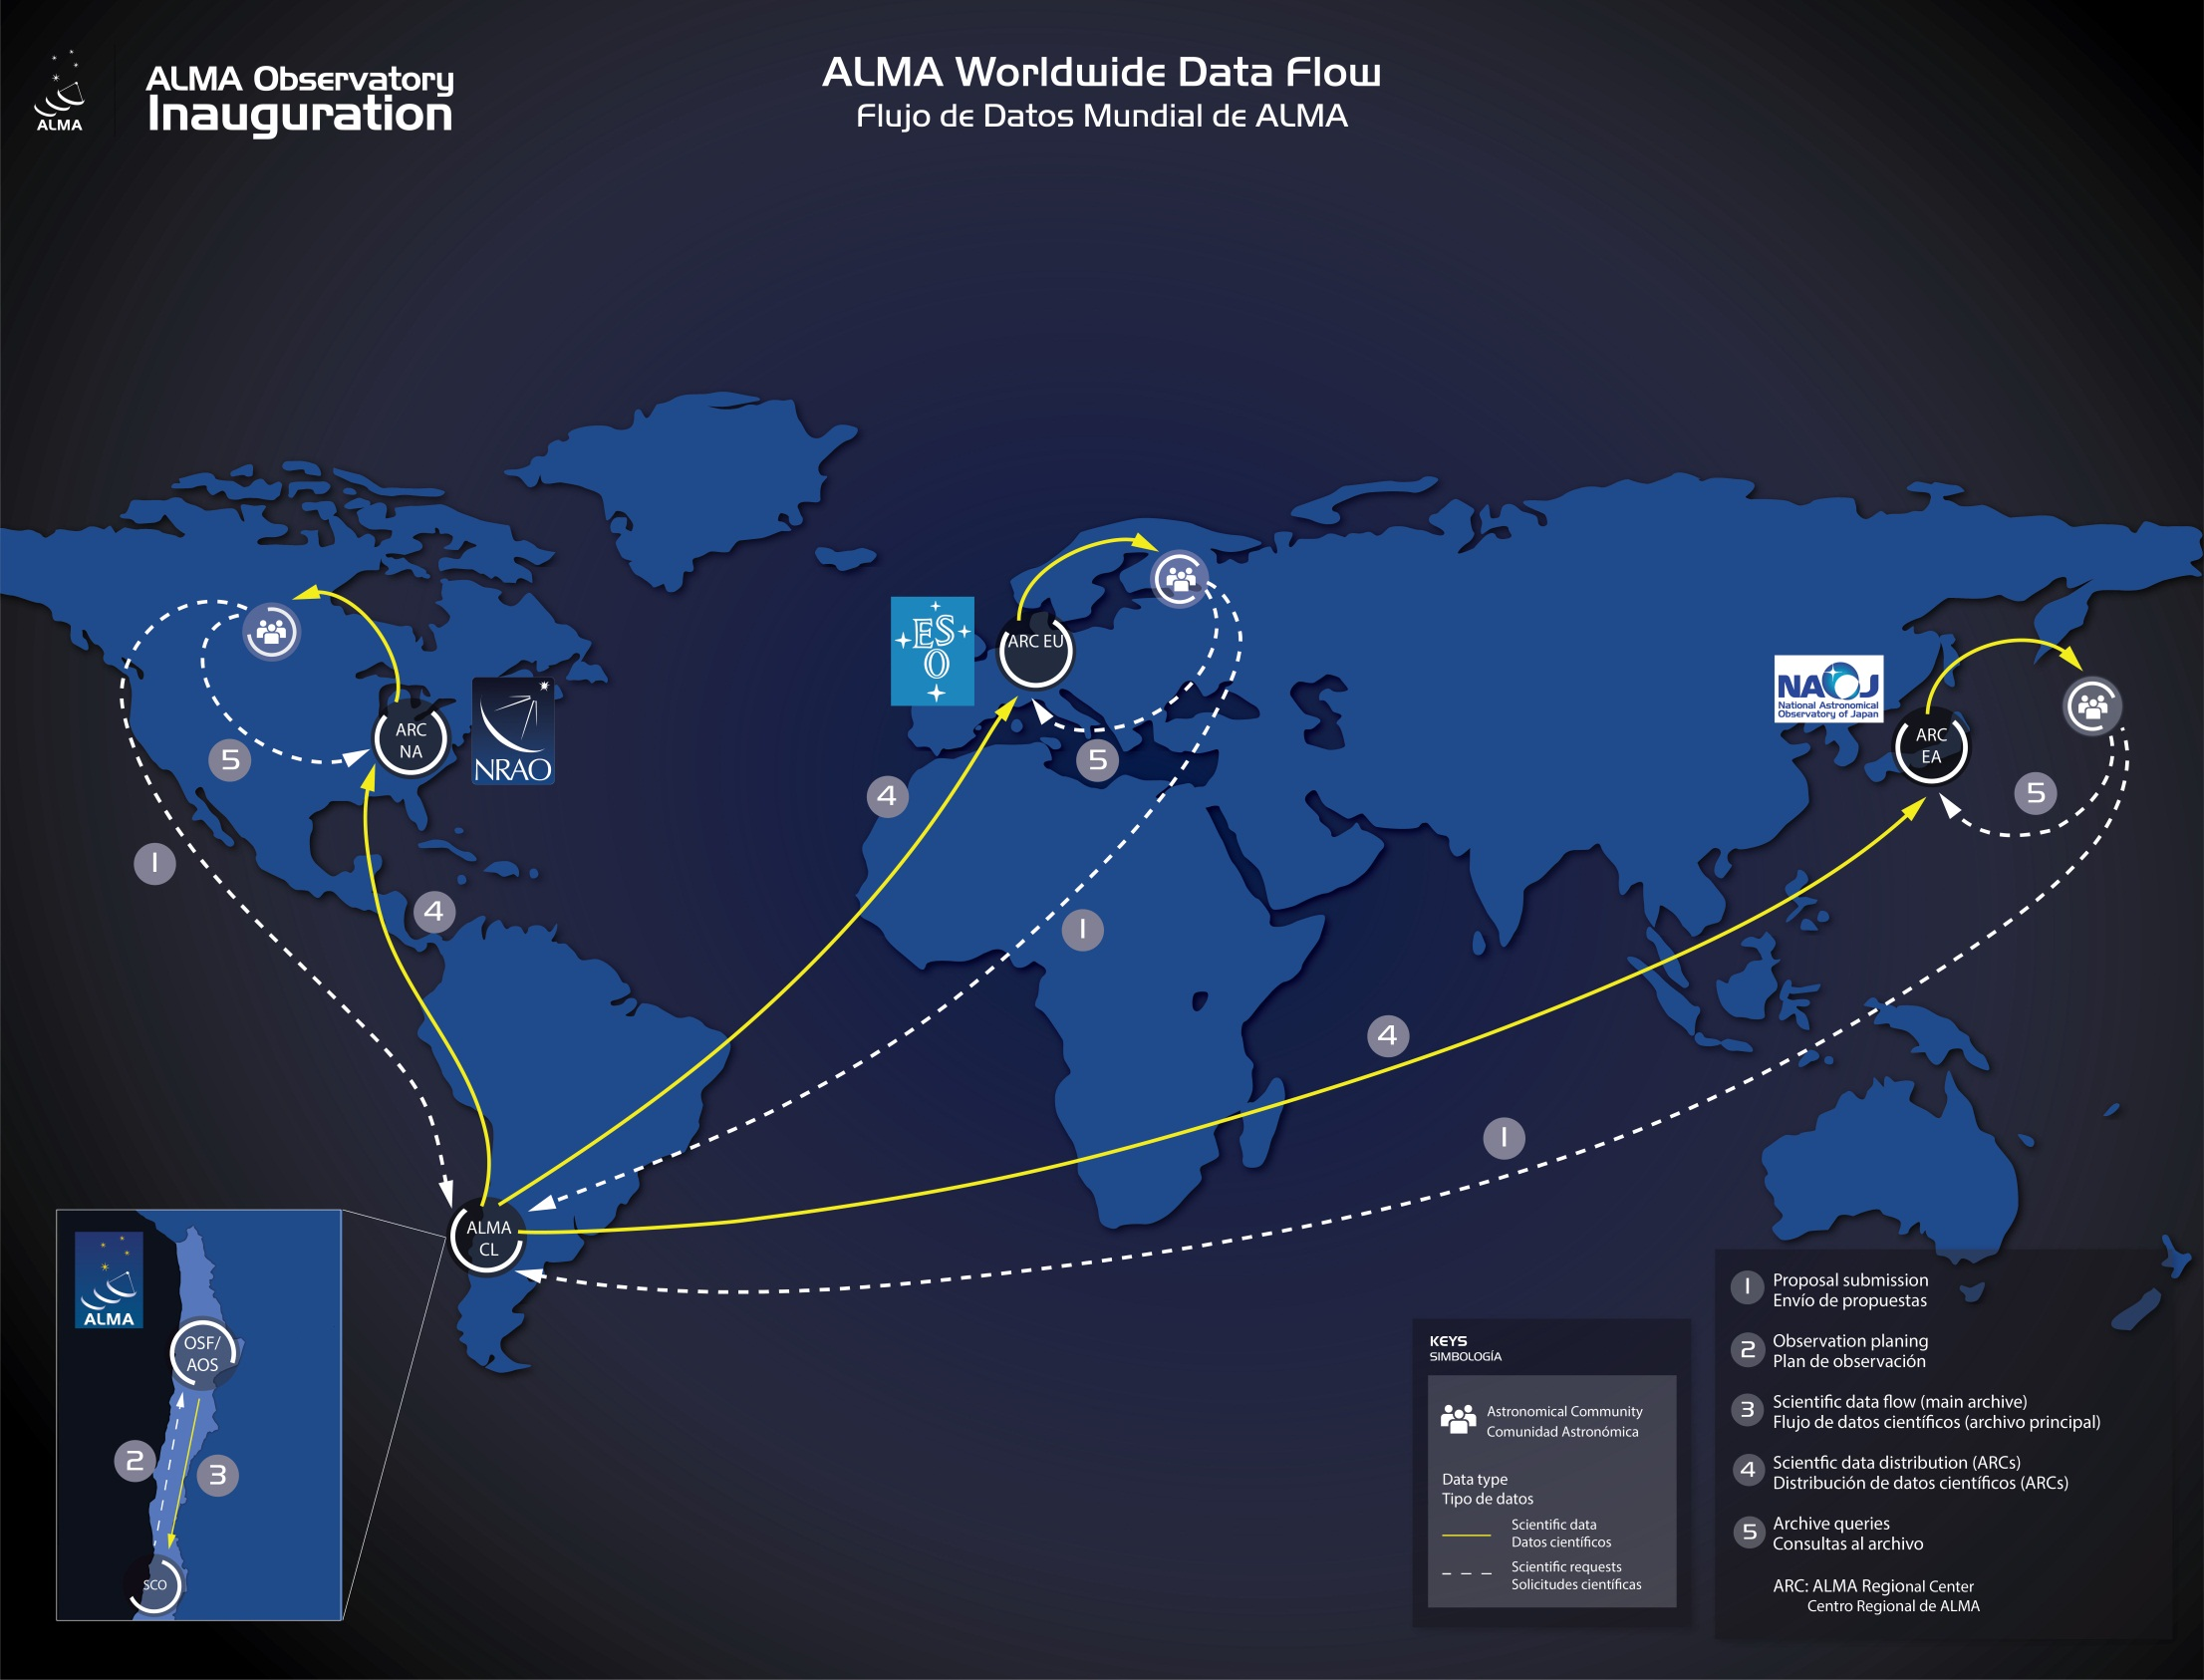 ALMA
ALMA Observatory
Inauguration
ALMA Worldwide Data Flow
Flujo de Datos Mundial de ALMA
ES
O
ARC EU
NAOJ
National Astronomical
Observatory of Japan
ARC
NA
NRAO
ARC
EA
5
5
5
4
1
4
1
4
1
ALMA
CL
ALMA
OSF/
AOS
2
3
SCO
KEYS
SIMBOLOGÍA
Astronomical Community
Comunidad Astronómica
Data type
Tipo de datos
Scientific data
Datos científicos
Scientific requests
Solicitudes científicas
1 Proposal submission
Envío de propuestas
2 Observation planing
Plan de observación
3 Scientific data flow (main archive)
Flujo de datos científicos (archivo principal)
4 Scientfic data distribution (ARCs)
Distribución de datos científicos (ARCs)
5 Archive queries
Consultas al archivo
ARC: ALMA Regional Center
Centro Regional de ALMA